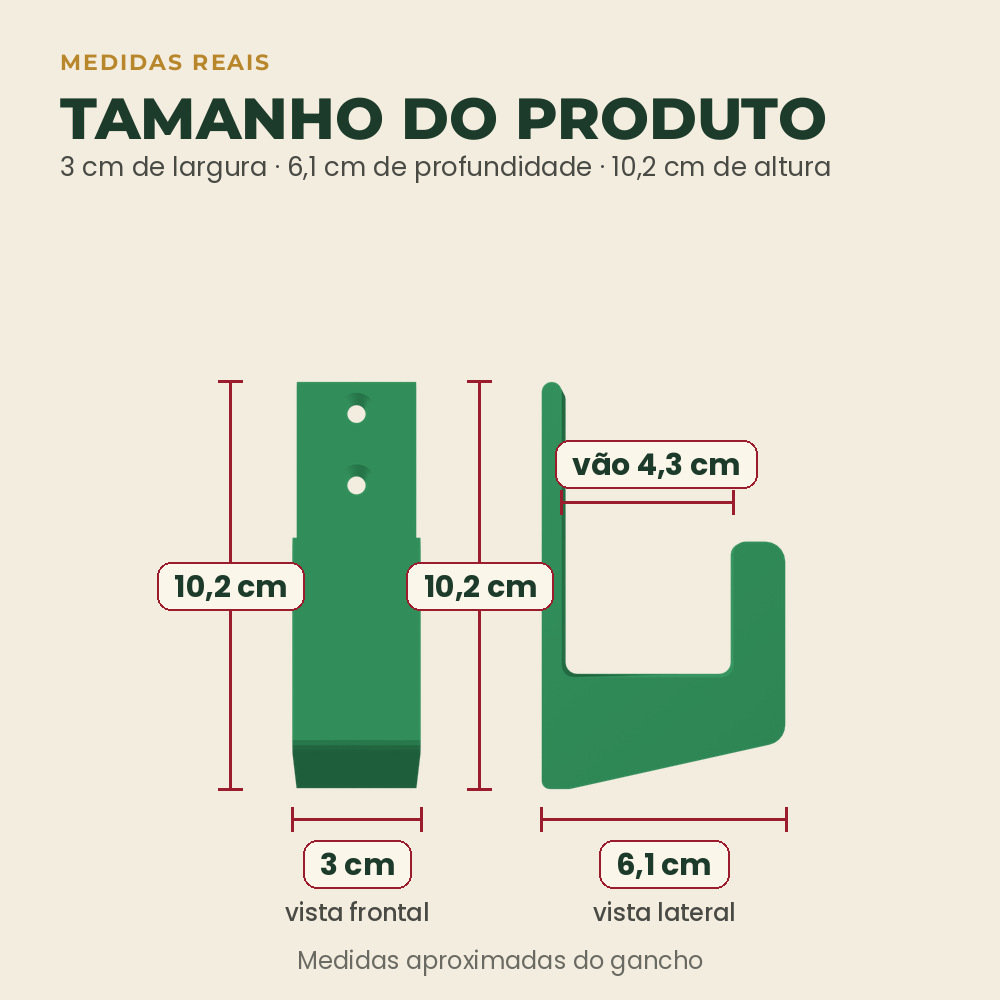 MEDIDAS REAIS
TAMANHO DO PRODUTO
3 cm de largura · 6,1 cm de profundidade · 10,2 cm de altura
vão 4,3 cm
10,2 cm
10,2 cm
3 cm
6,1 cm
vista frontal
vista lateral
Medidas aproximadas do gancho